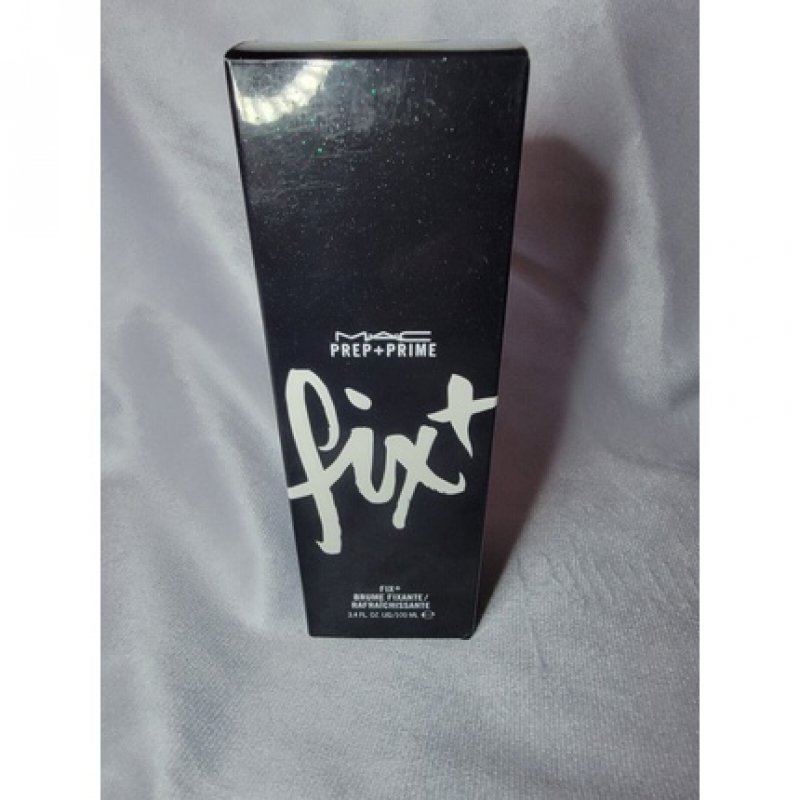 MAC
PREP+PRIME
fix+
FIX+
BRUME FIXANTE/
RAFRAÎCHISSANTE
3.4 FL. OZ. US/100 ML ℮